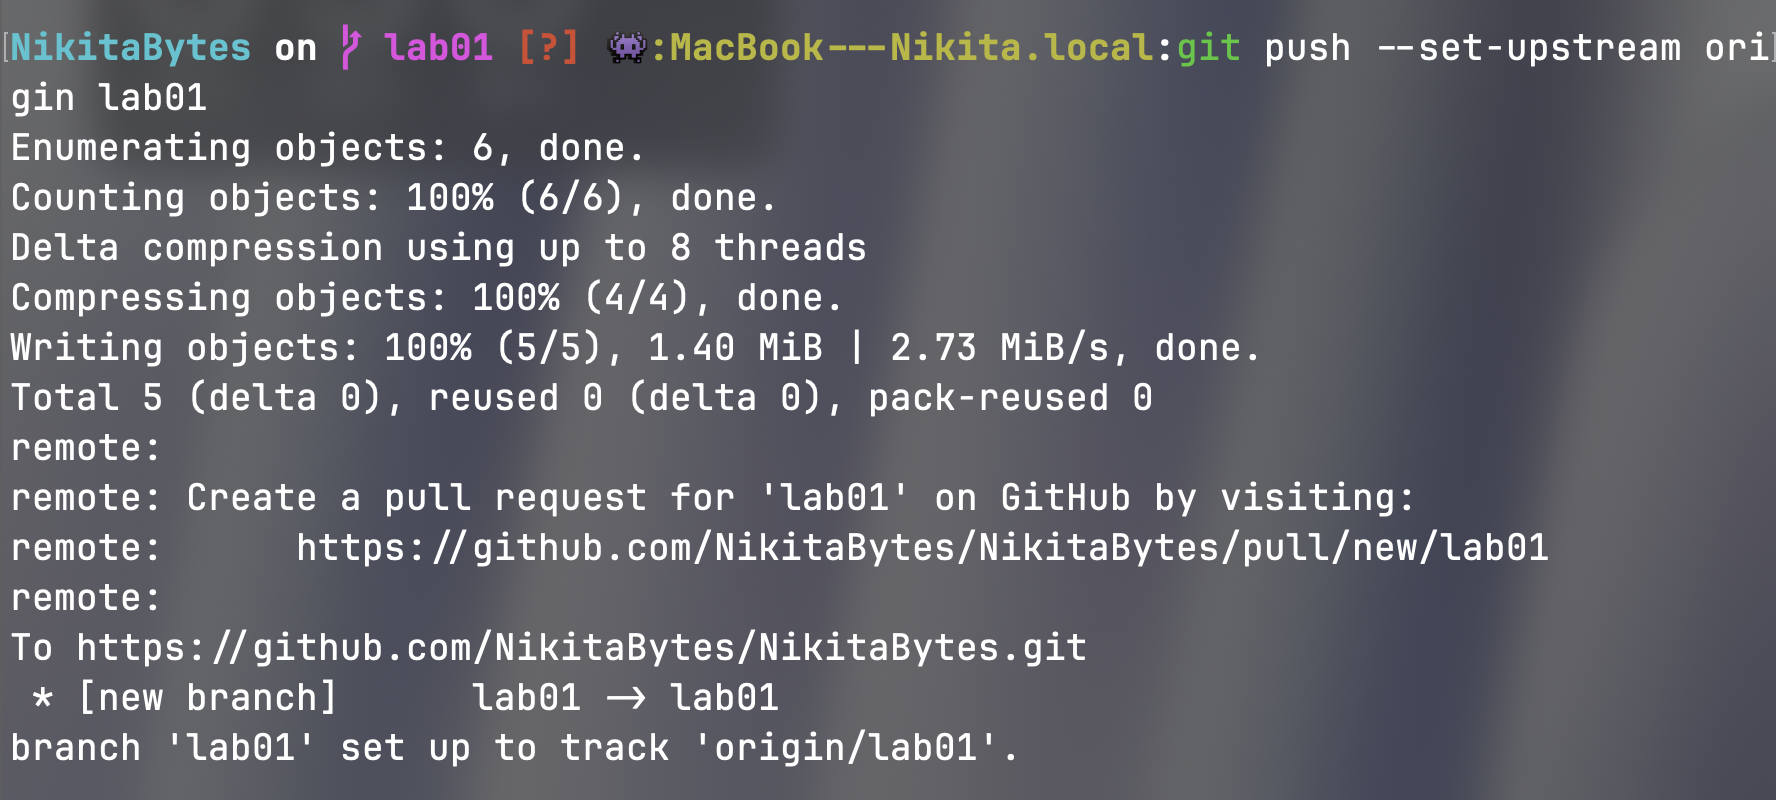 NikitaBytes on lab01 [?] 👾:MacBook---Nikita.local:git push --set-upstream ori
gin lab01
Enumerating objects: 6, done.
Counting objects: 100% (6/6), done.
Delta compression using up to 8 threads
Compressing objects: 100% (4/4), done.
Writing objects: 100% (5/5), 1.40 MiB | 2.73 MiB/s, done.
Total 5 (delta 0), reused 0 (delta 0), pack-reused 0
remote:
remote: Create a pull request for 'lab01' on GitHub by visiting:
remote:      https://github.com/NikitaBytes/NikitaBytes/pull/new/lab01
remote:
To https://github.com/NikitaBytes/NikitaBytes.git
 * [new branch]      lab01 -> lab01
branch 'lab01' set up to track 'origin/lab01'.